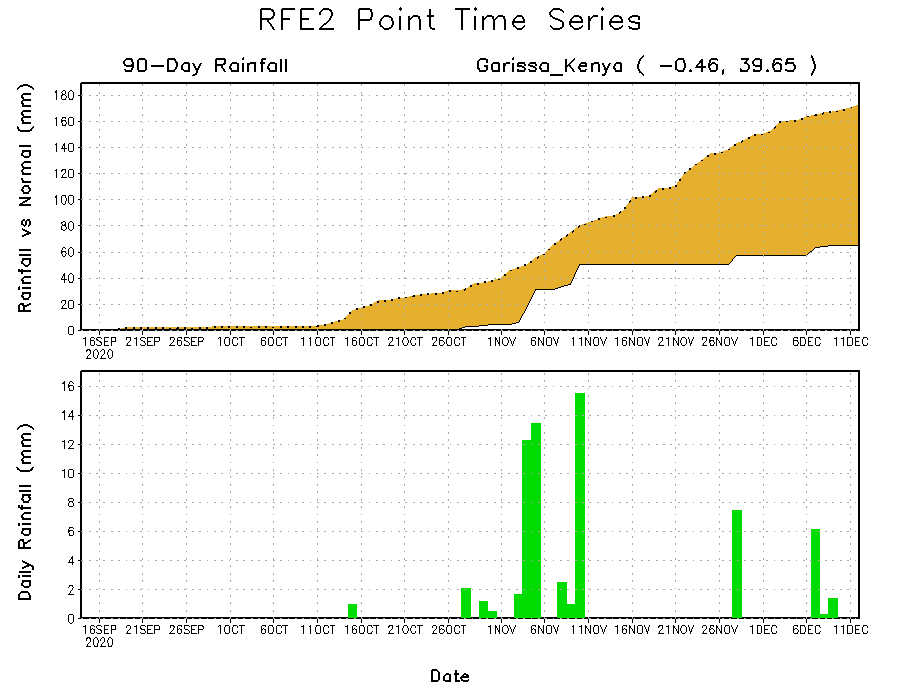 RFE2 Point Time Series
90-Day Rainfall
Garissa_Kenya ( -0.46, 39.65 )
Rainfall vs Normal (mm)
180
160
140
120
100
80
60
40
20
0
16SEP 21SEP 26SEP 1OCT 6OCT 11OCT 16OCT 21OCT 26OCT 1NOV 6NOV 11NOV 16NOV 21NOV 26NOV 1DEC 6DEC 11DEC
2020
Daily Rainfall (mm)
16
14
12
10
8
6
4
2
0
16SEP 21SEP 26SEP 1OCT 6OCT 11OCT 16OCT 21OCT 26OCT 1NOV 6NOV 11NOV 16NOV 21NOV 26NOV 1DEC 6DEC 11DEC
2020
Date